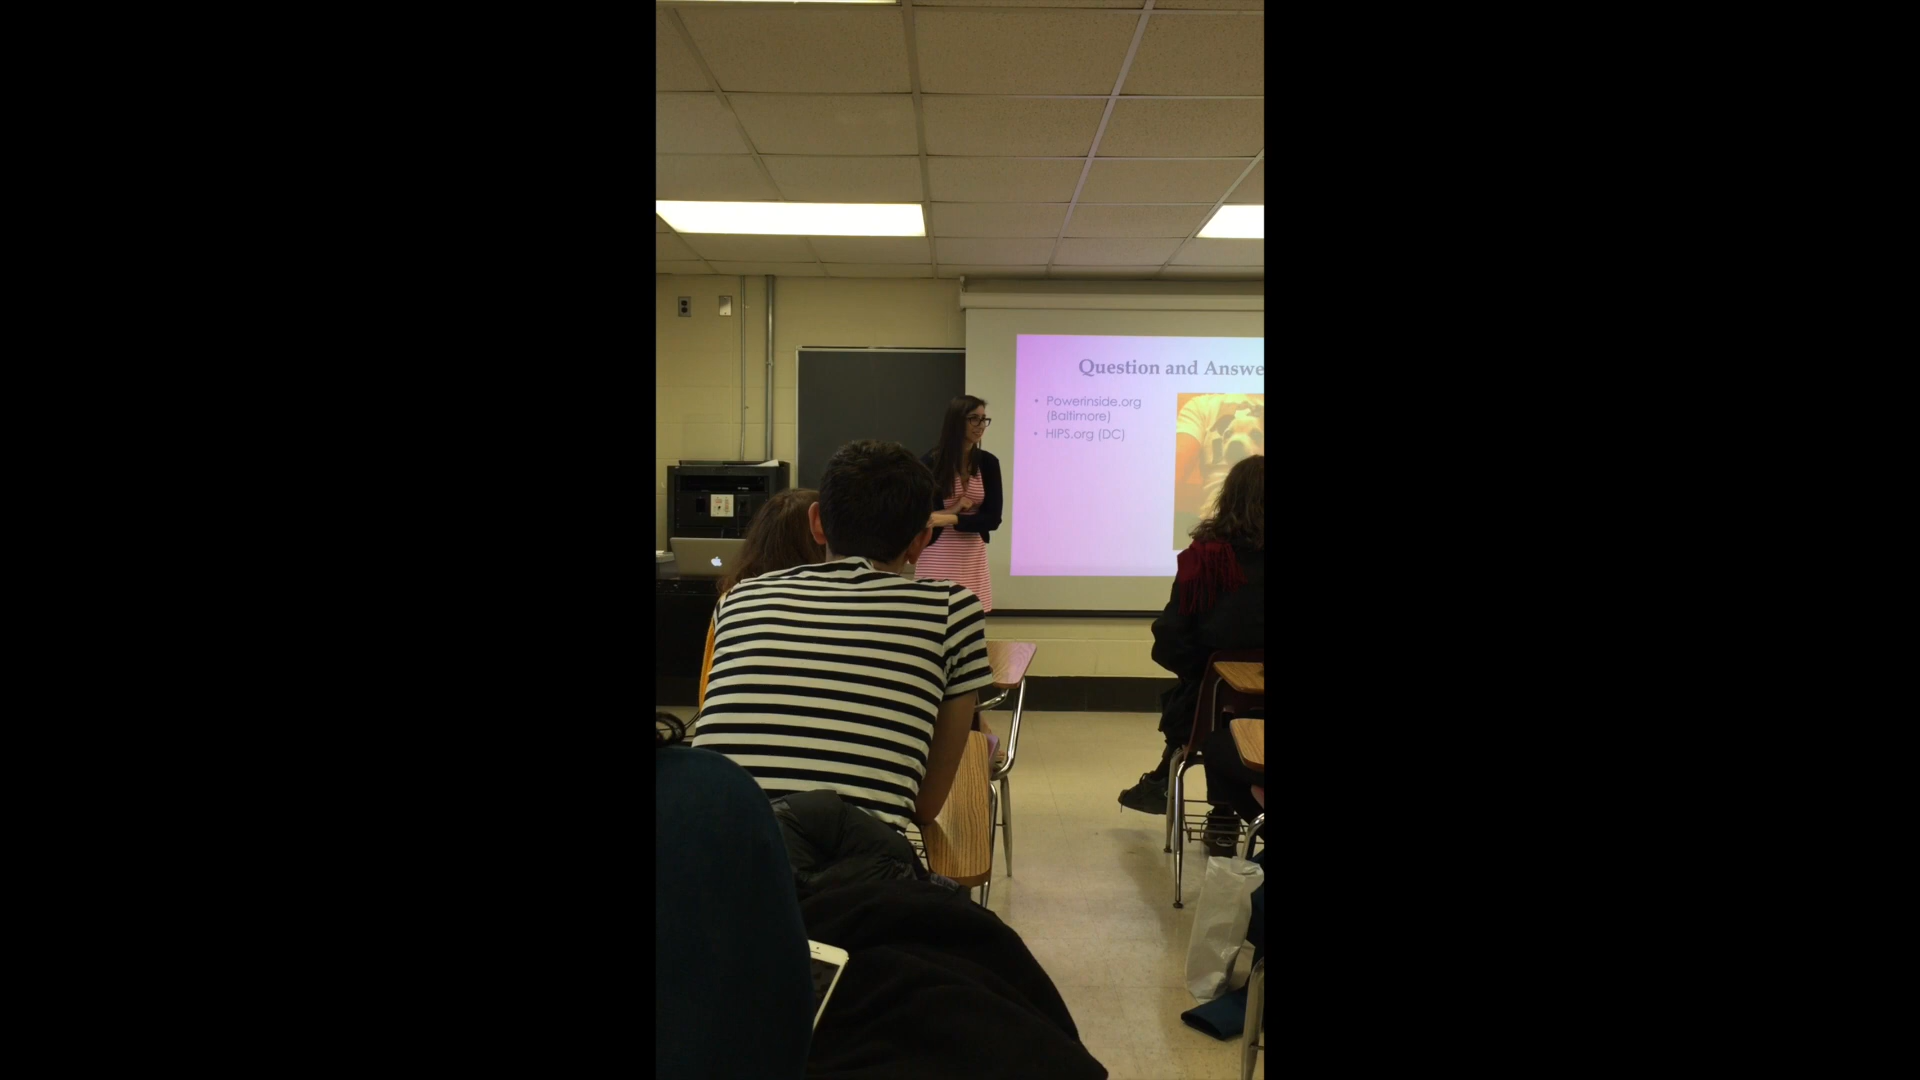 Question and Answe
• Powerinside.org
(Baltimore)
• HIPS.org (DC)